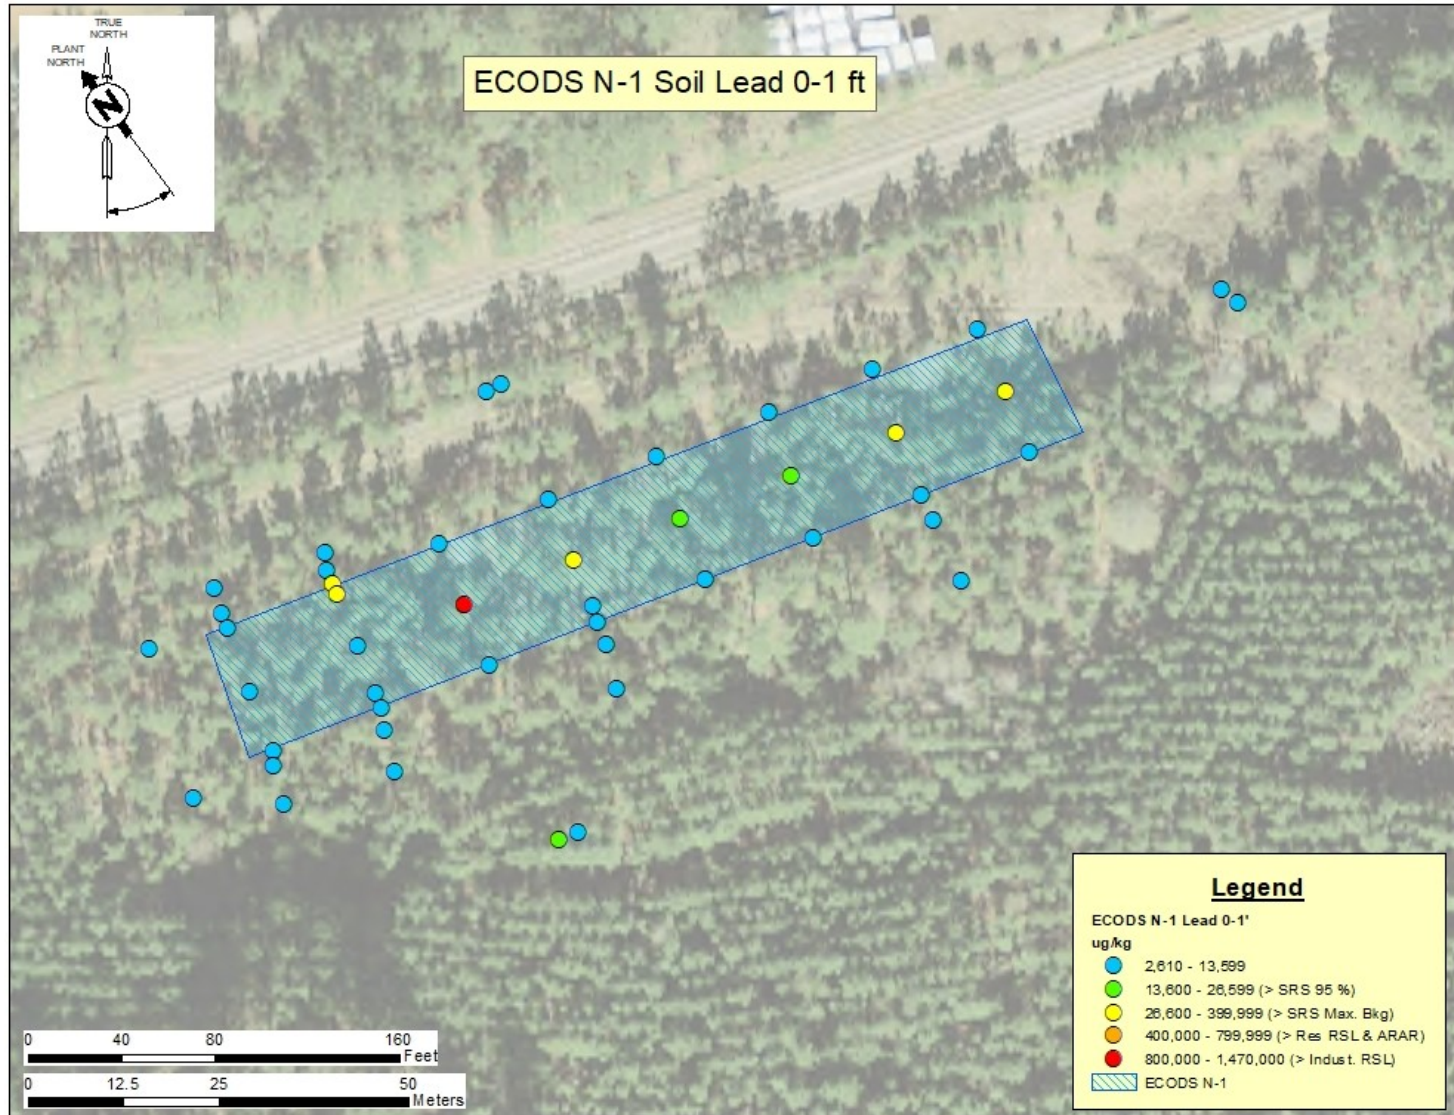 TRUE
NORTH
PLANT
NORTH
N
ECODS N-1 Soil Lead 0-1 ft
Legend
ECODS N-1 Lead 0-1'
ug/kg
2,610 - 13,599
13,600 - 26,599 (> SRS 95 %)
26,600 - 399,999 (> SRS Max. Bkg)
400,000 - 799,999 (> Res RSL & ARAR)
800,000 - 1,470,000 (> Indust. RSL)
ECODS N-1
0 40 80 160
Feet
0 12.5 25 50
Meters